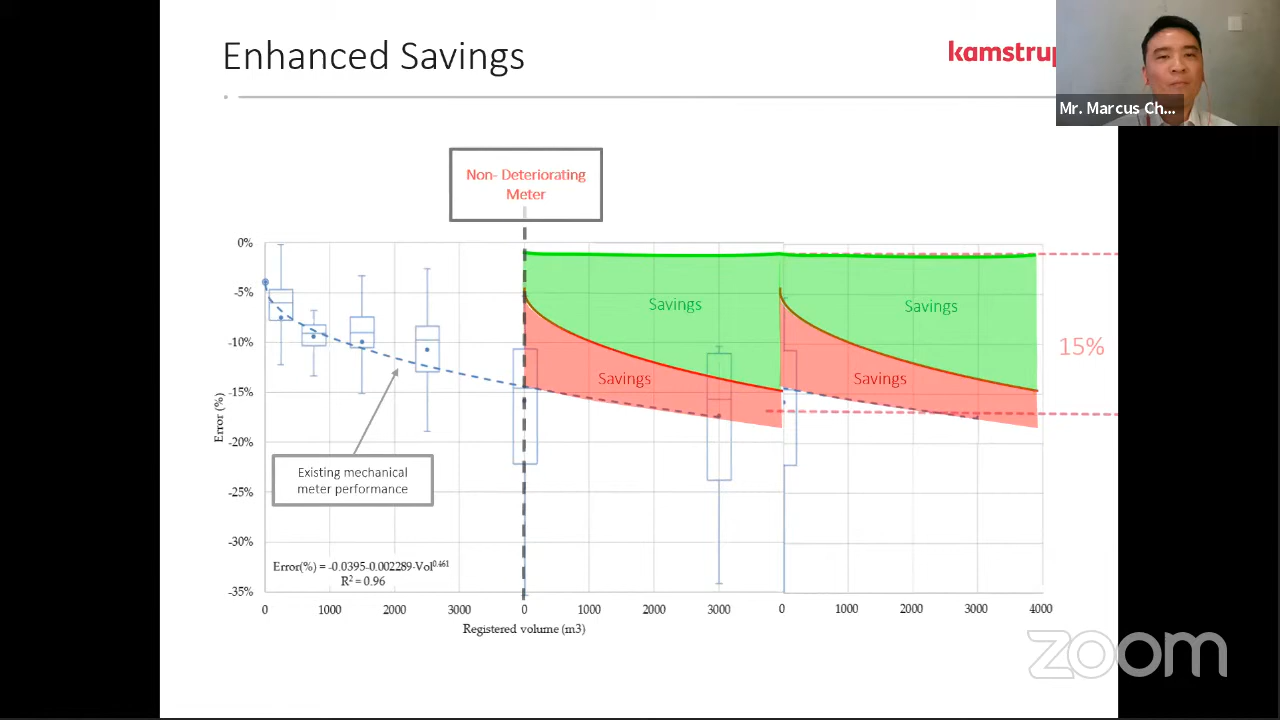 Enhanced Savings
kamstrup
Mr. Marcus Ch...
Non- Deteriorating
Meter
0%
-5%
-10%
-15%
-20%
-25%
-30%
-35%
Error (%)
Savings
Savings
Savings
Savings
15%
Existing mechanical
meter performance
Error(%) = -0.0395-0.002289·Vol^0.461
R² = 0.96
0 1000 2000 3000 0 1000 2000 3000 0 1000 2000 3000 4000
Registered volume (m3)
zoom